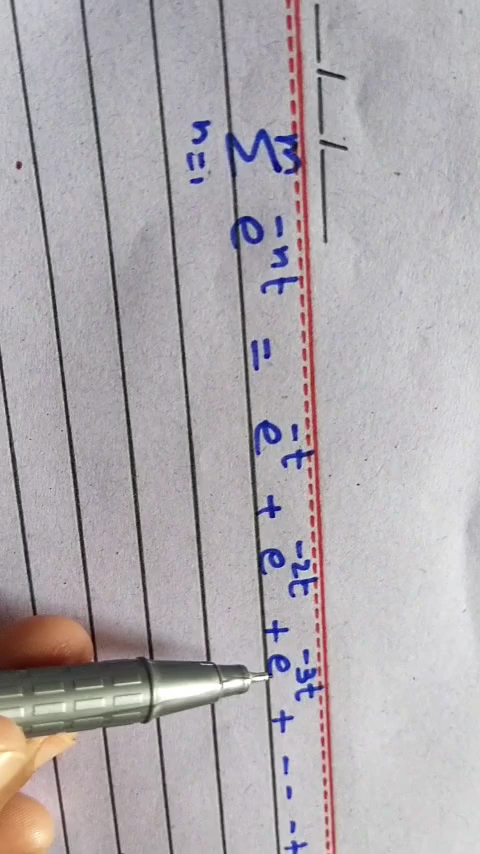 m
∑ e^{-nt} = e^{-t} + e^{-2t} + e^{-3t} + - - - +
n=1